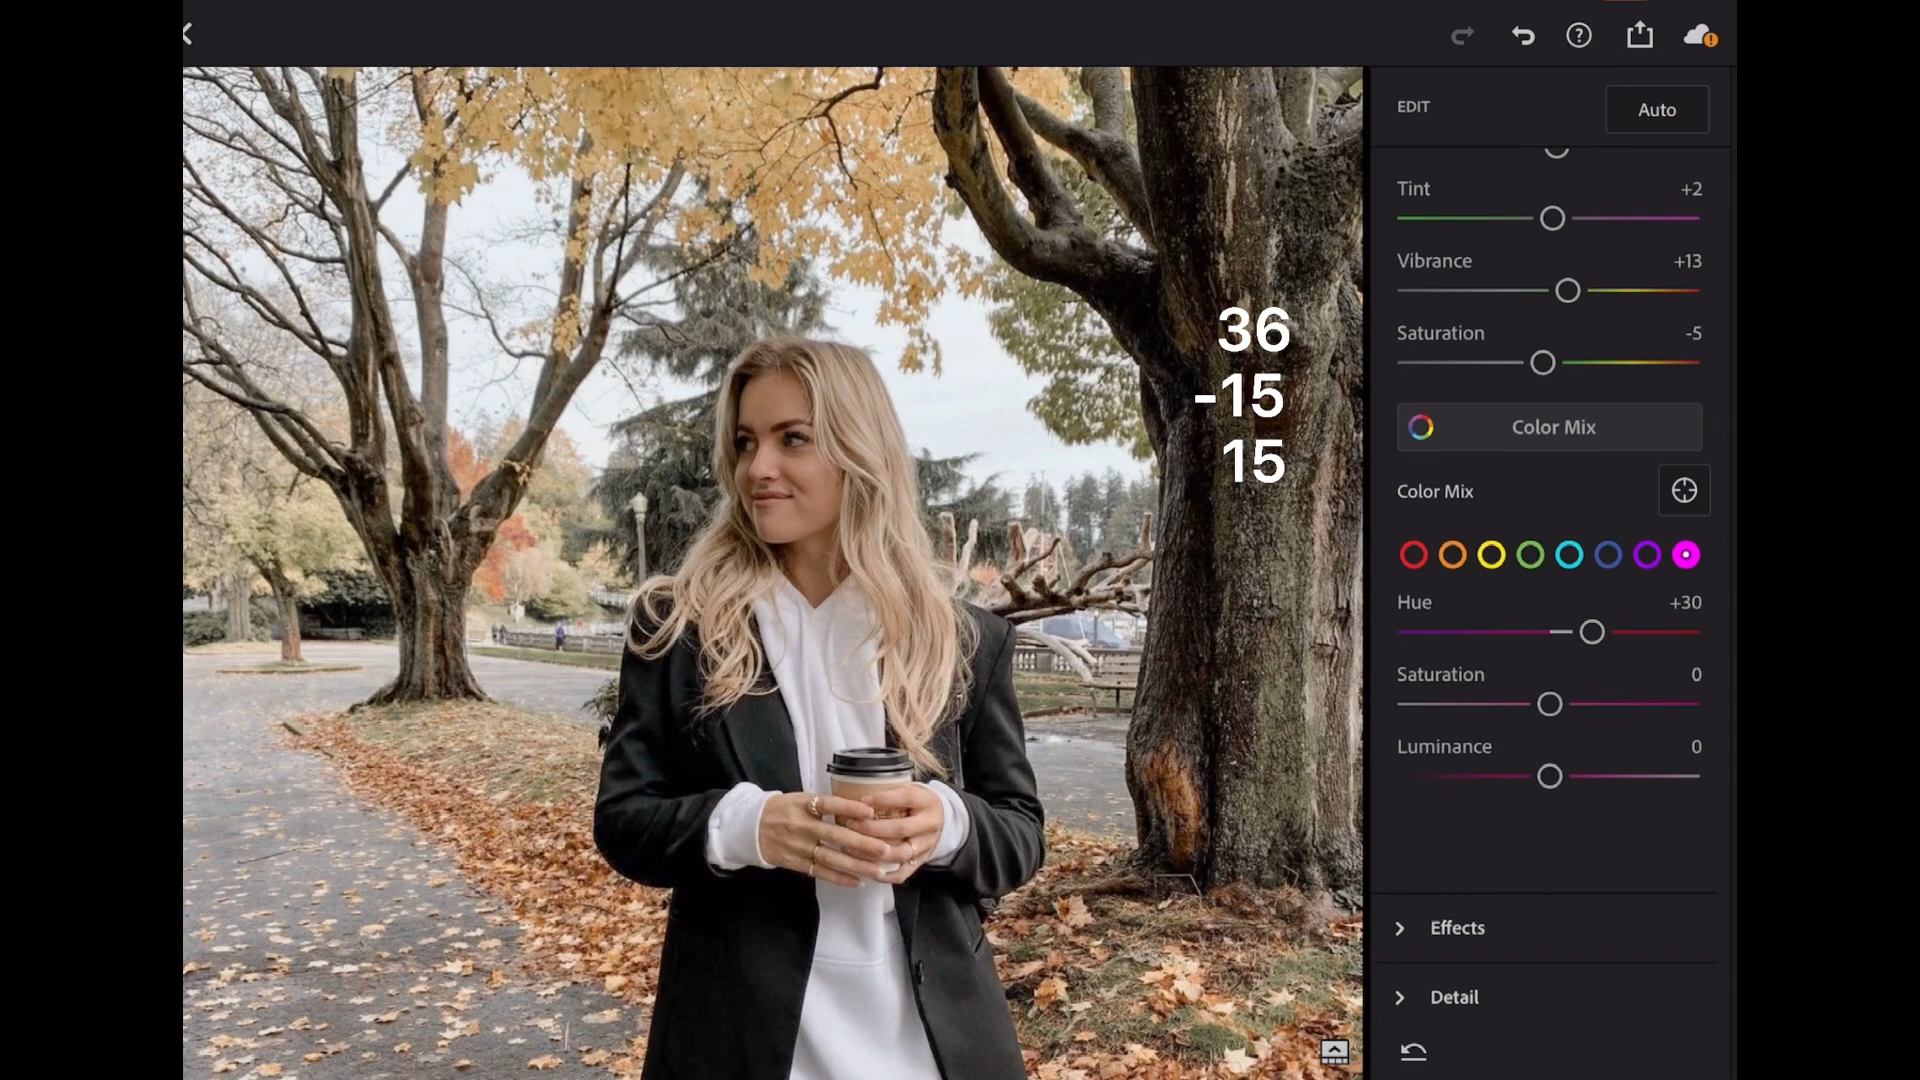 EDIT
Auto
Tint +2
Vibrance +13
Saturation -5
Color Mix
Color Mix
Hue +30
Saturation 0
Luminance 0
Effects
Detail
36
-15
15